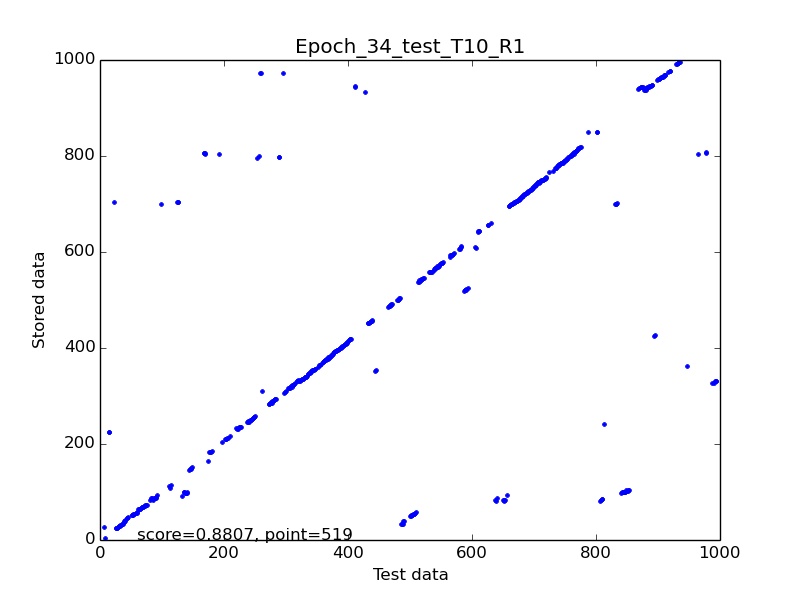 Epoch_34_test_T10_R1
1000
800
600
400
200
0
Stored data
score=0.8807, point=519
0 200 400 600 800 1000
Test data